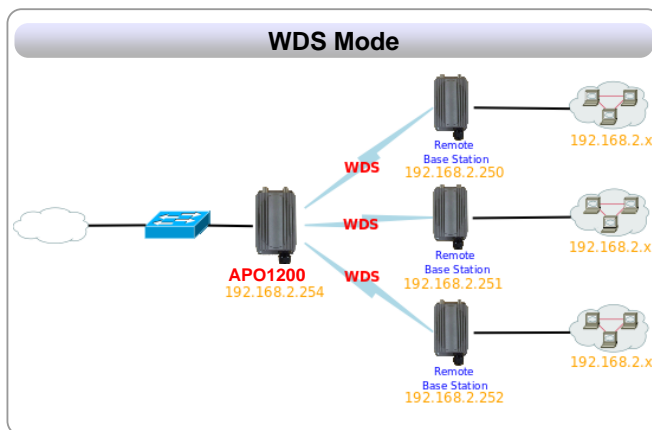 WDS Mode
Remote
Base Station
192.168.2.250
192.168.2.x
WDS
WDS
APO1200
192.168.2.254
Remote
Base Station
192.168.2.251
192.168.2.x
WDS
Remote
Base Station
192.168.2.252
192.168.2.x